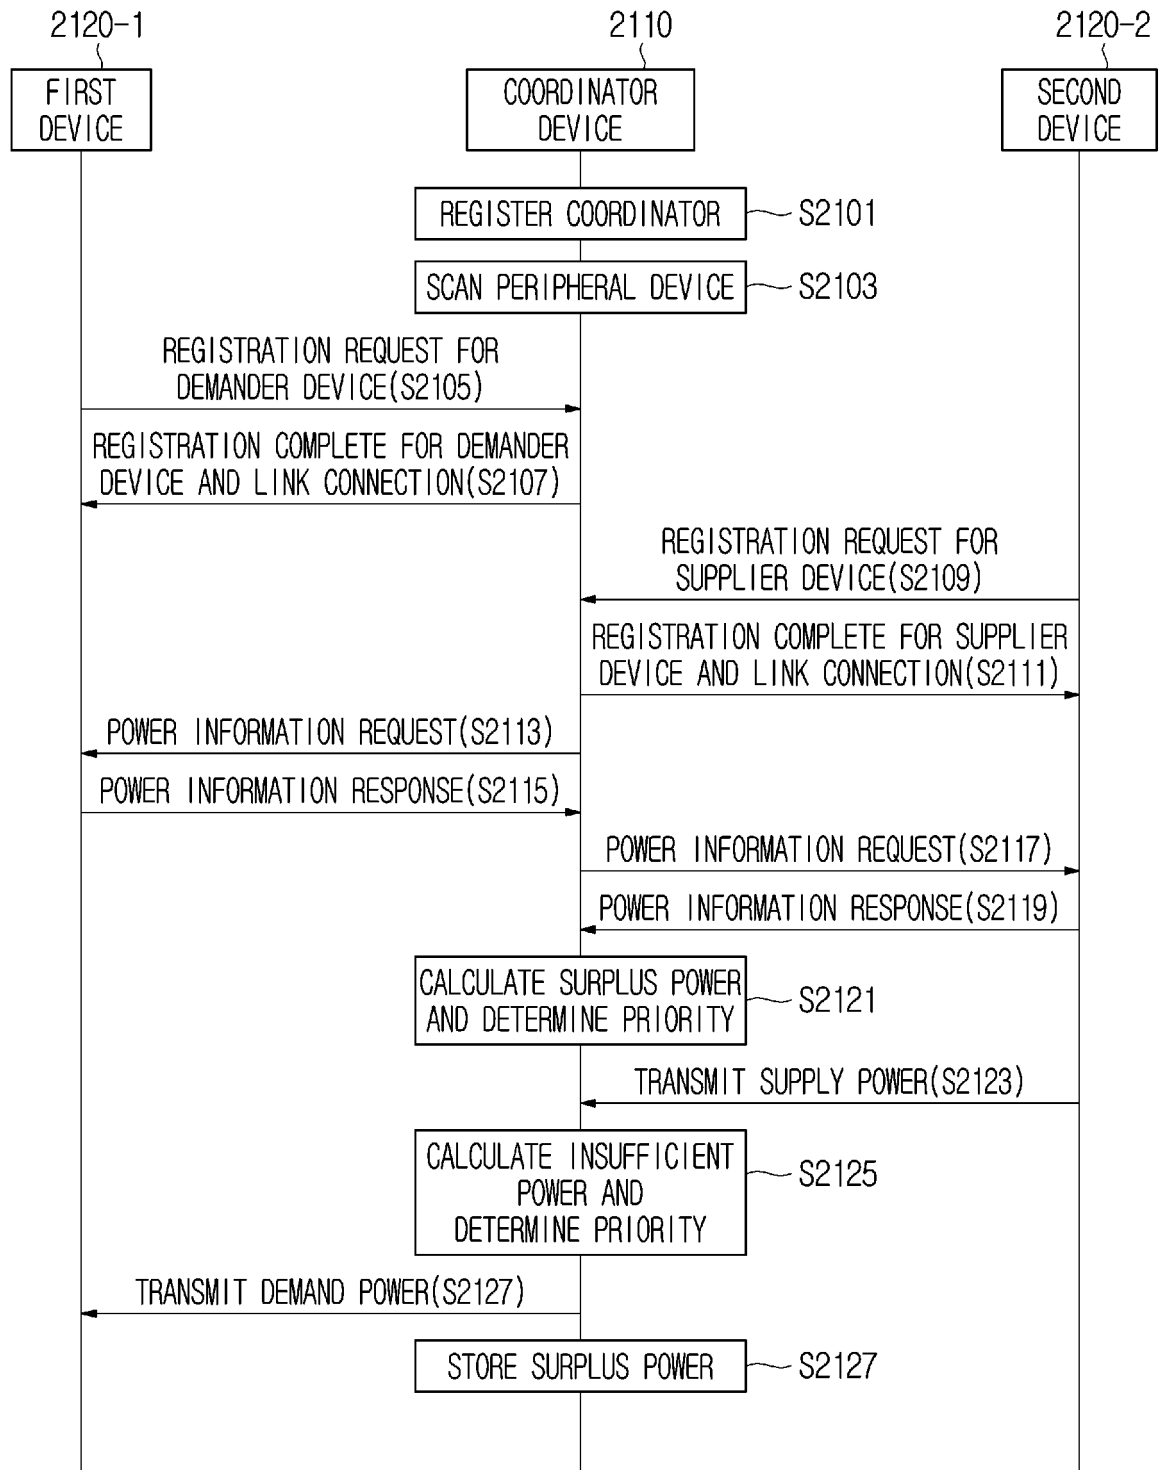 2120-1
2110
2120-2
FIRST
DEVICE
COORDINATOR
DEVICE
SECOND
DEVICE
REGISTER COORDINATOR
S2101
SCAN PERIPHERAL DEVICE
S2103
REGISTRATION REQUEST FOR
DEMANDER DEVICE(S2105)
REGISTRATION COMPLETE FOR DEMANDER
DEVICE AND LINK CONNECTION(S2107)
REGISTRATION REQUEST FOR
SUPPLIER DEVICE(S2109)
REGISTRATION COMPLETE FOR SUPPLIER
DEVICE AND LINK CONNECTION(S2111)
POWER INFORMATION REQUEST(S2113)
POWER INFORMATION RESPONSE(S2115)
POWER INFORMATION REQUEST(S2117)
POWER INFORMATION RESPONSE(S2119)
CALCULATE SURPLUS POWER
AND DETERMINE PRIORITY
S2121
TRANSMIT SUPPLY POWER(S2123)
CALCULATE INSUFFICIENT
POWER AND
DETERMINE PRIORITY
S2125
TRANSMIT DEMAND POWER(S2127)
STORE SURPLUS POWER
S2127